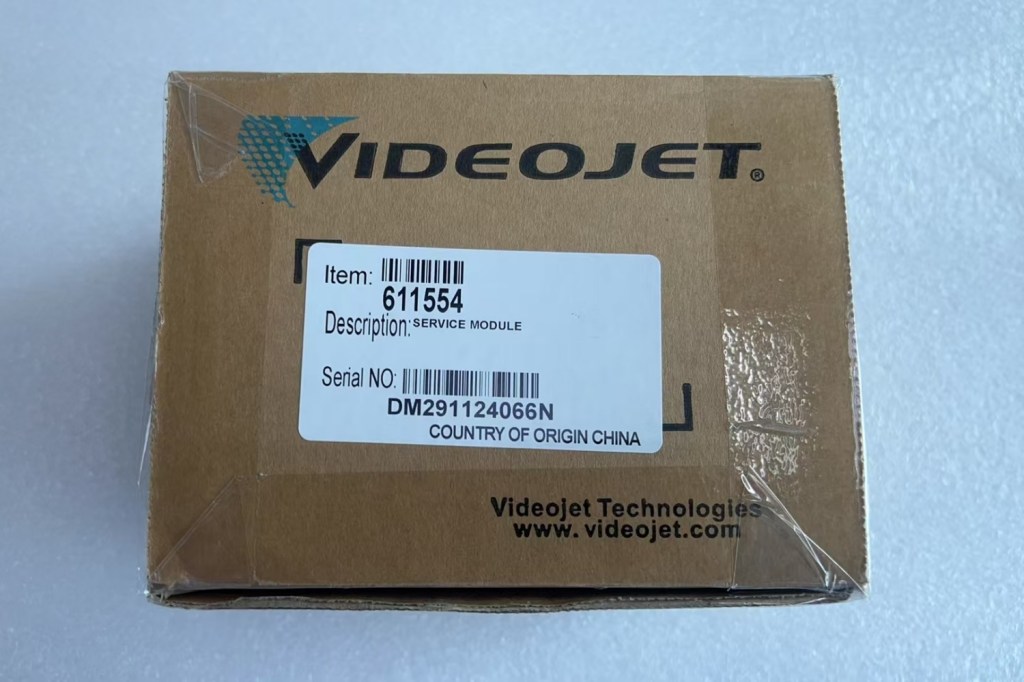 VIDEOJET®
Item:
611554
Description: SERVICE MODULE
Serial NO:
DM291124066N
COUNTRY OF ORIGIN CHINA
Videojet Technologies
www.videojet.com